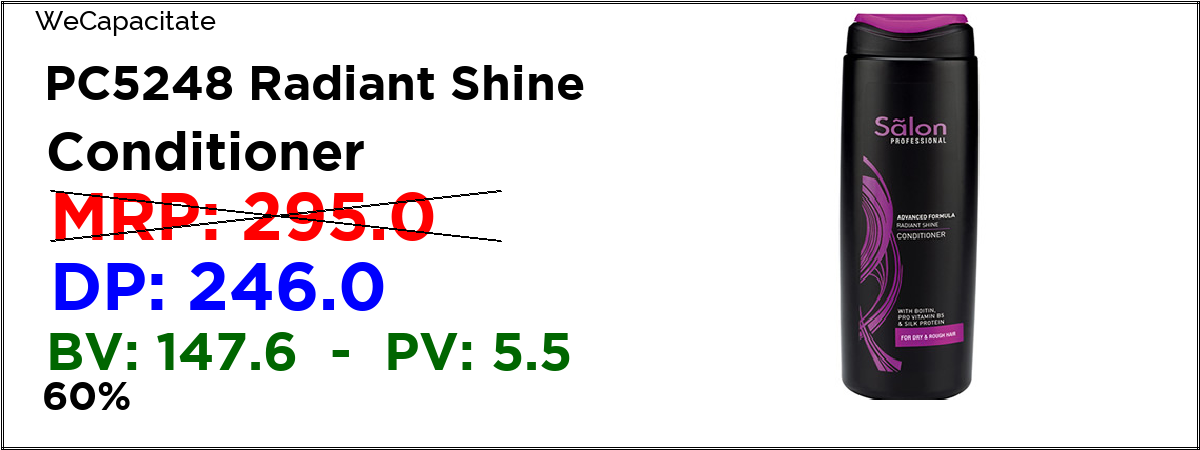 WeCapacitate
PC5248 Radiant Shine
Conditioner
MRP: 295.0
DP: 246.0
BV: 147.6 - PV: 5.5
60%
Sãlon
PROFESSIONAL
ADVANCED FORMULA
RADIANT SHINE
CONDITIONER
WITH BIOTIN,
PRO VITAMIN B5
& SILK PROTEIN
FOR DRY & ROUGH HAIR